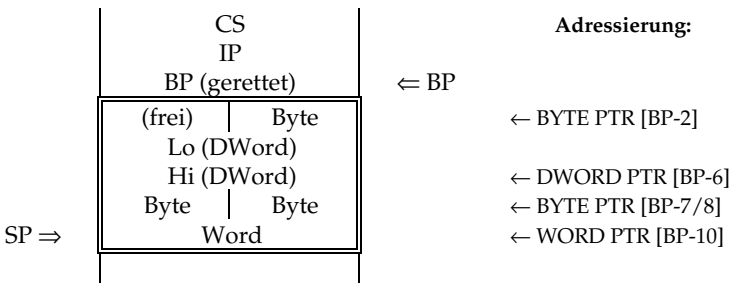 CS Adressierung:
IP
BP (gerettet) ⇐ BP
(frei) Byte ← BYTE PTR [BP-2]
Lo (DWord)
Hi (DWord) ← DWORD PTR [BP-6]
Byte Byte ← BYTE PTR [BP-7/8]
SP ⇒ Word ← WORD PTR [BP-10]